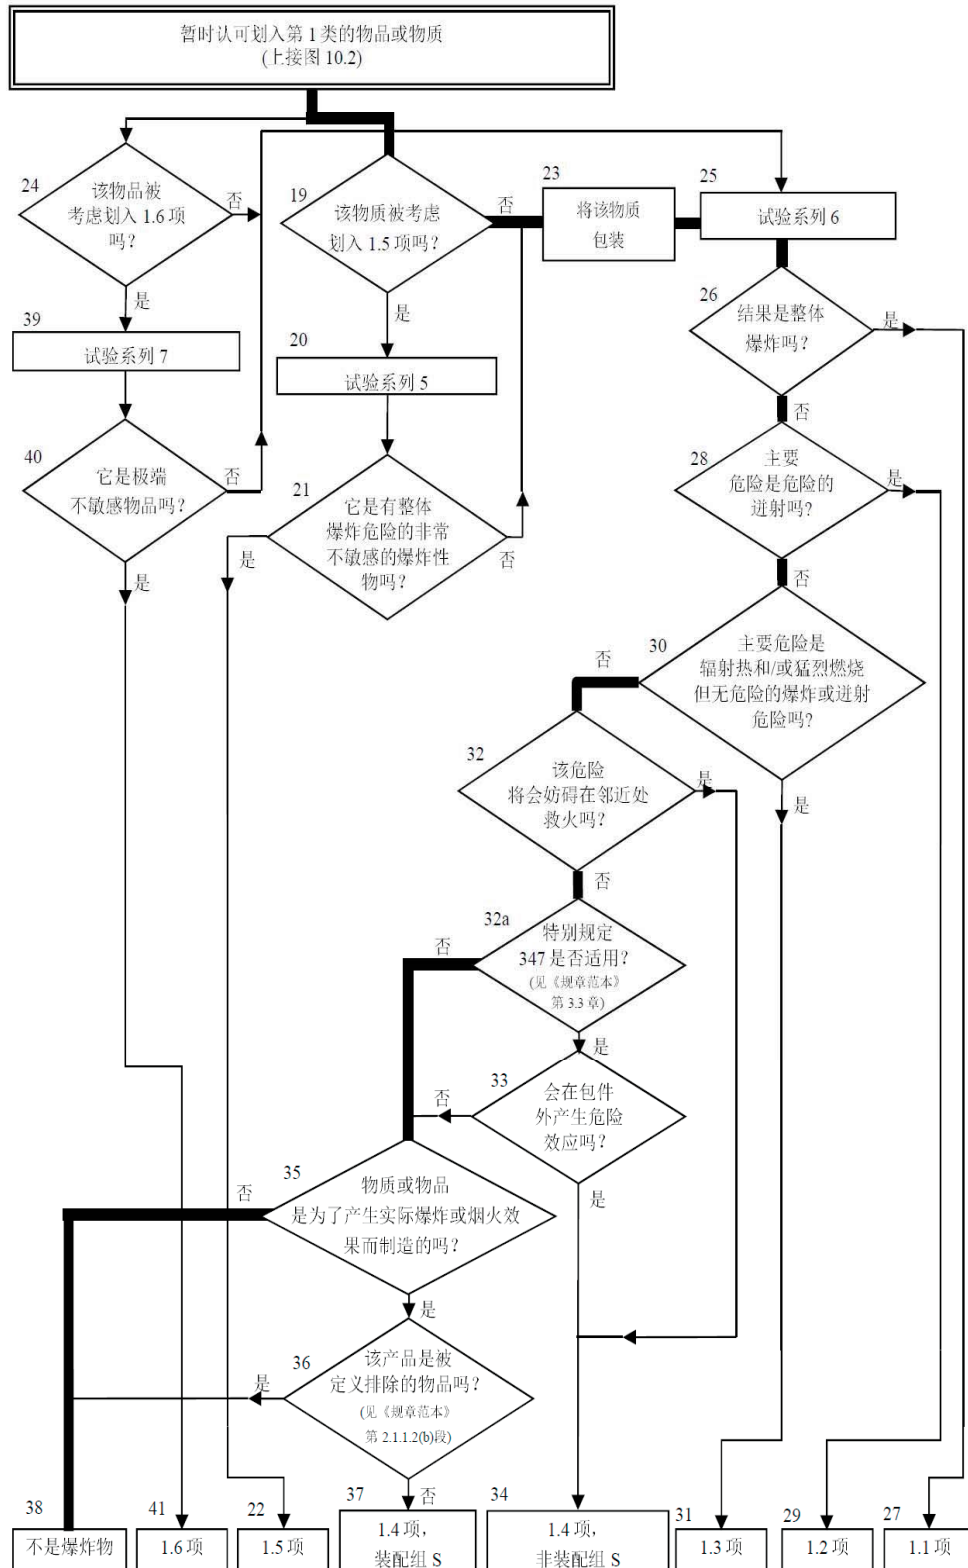 暂时认可划入第 1 类的物品或物质
(上接图 10.2)
24
该物品被
考虑划入 1.6 项
吗？
否
是
19
该物质被考虑
划入 1.5 项吗？
否
是
23
将该物质
包装
25
试验系列 6
26
结果是整体
爆炸吗？
是
否
39
试验系列 7
20
试验系列 5
40
它是极端
不敏感物品吗？
否
是
21
它是有整体
爆炸危险的非常
不敏感的爆炸性
物吗？
是
否
28
主要
危险是危险的
迸射吗？
是
否
30
主要危险是
辐射热和/或猛烈燃烧
但无危险的爆炸或迸射
危险吗?
否
是
32
该危险
将会妨碍在邻近处
救火吗？
是
否
32a
特别规定
347 是否适用？
(见《规章范本》
第 3.3 章)
否
是
33
会在包件
外产生危险
效应吗？
否
是
35
物质或物品
是为了产生实际爆炸或烟火效
果而制造的吗？
否
是
36
该产品是被
定义排除的物品吗？
(见《规章范本》
第 2.1.1.2(b)段)
是
否
38
不是爆炸物
41
1.6 项
22
1.5 项
37
1.4 项，
装配组 S
34
1.4 项，
非装配组 S
31
1.3 项
29
1.2 项
27
1.1 项